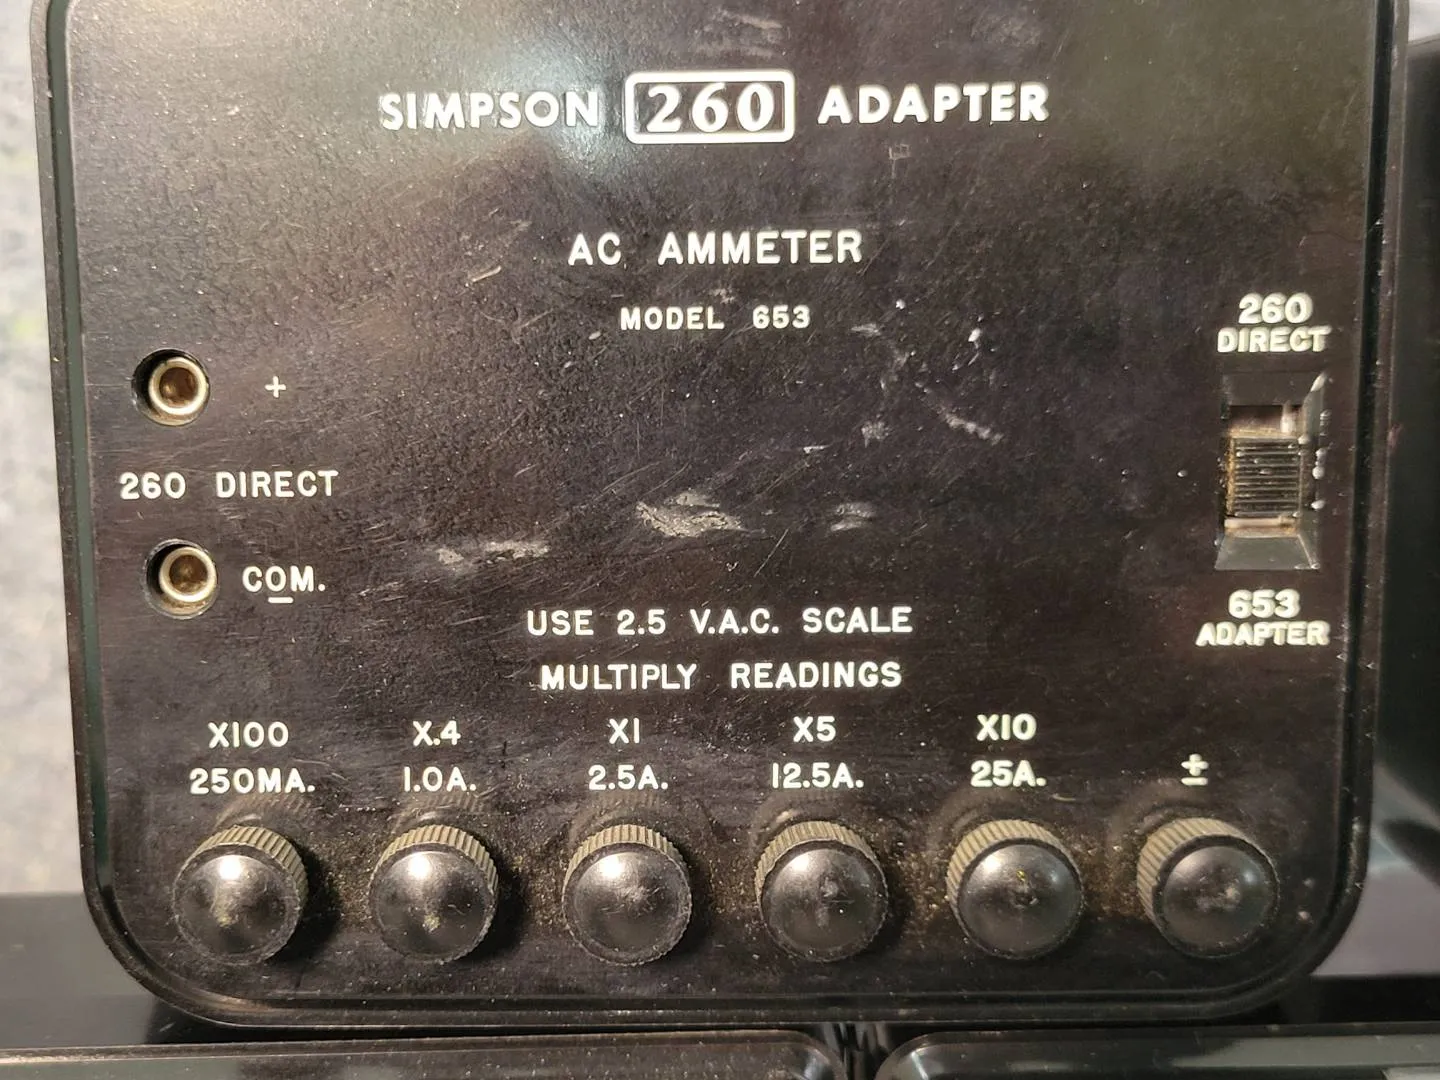 SIMPSON 260 ADAPTER
AC AMMETER
MODEL 653
260
DIRECT
+
260 DIRECT
COM.
-
653
ADAPTER
USE 2.5 V.A.C. SCALE
MULTIPLY READINGS
X100 X.4 X1 X5 X10
250MA. 1.0A. 2.5A. 12.5A. 25A. ±